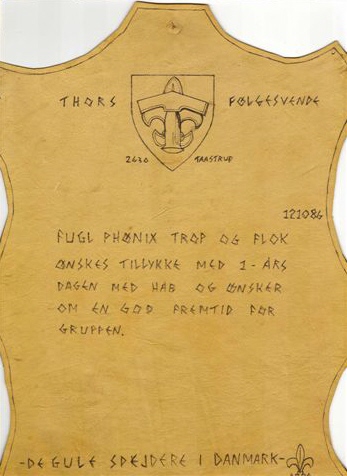 THORS FØLGESVENDE
2630 TAASTRUP
121086
FUGL PHØNIX TROP OG FLOK
ØNSKES TILLYKKE MED 1-ÅRS
DAGEN MED HÅB OG ØNSKER
OM EN GOD FREMTID FOR
GRUPPEN.
-DE GULE SPEJDERE I DANMARK-